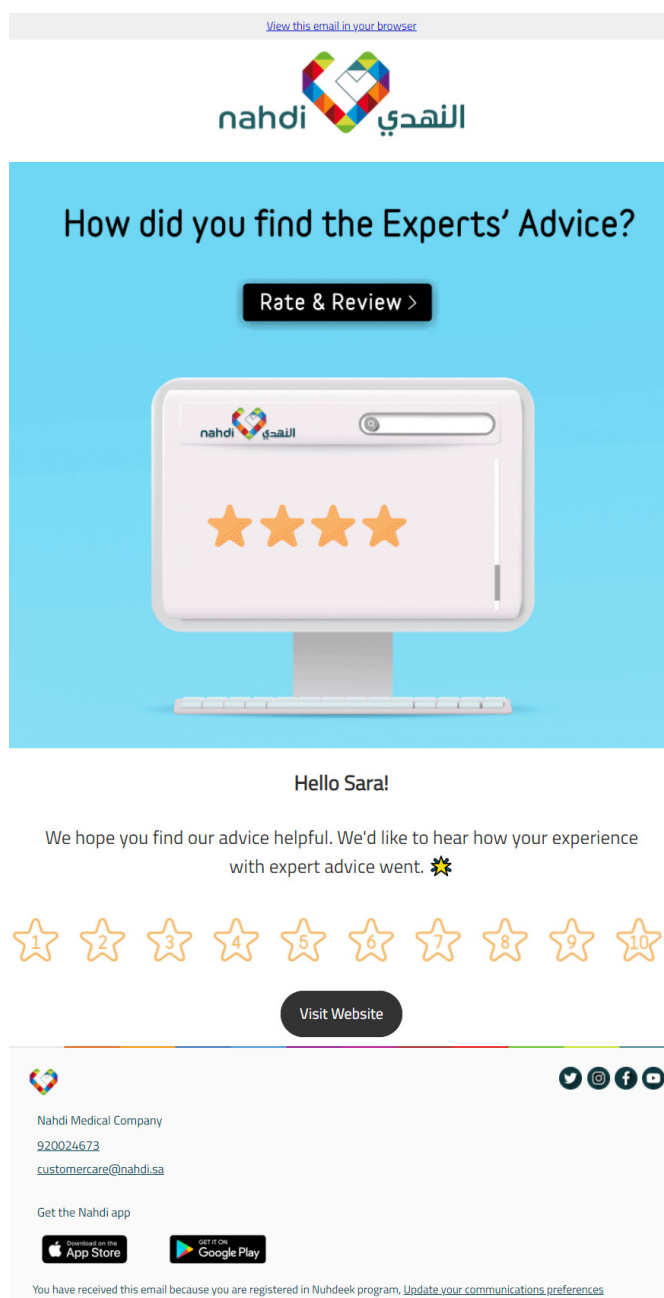 View this email in your browser
nahdi النهدي
How did you find the Experts' Advice?
Rate & Review >
nahdi النهدي
Hello Sara!
We hope you find our advice helpful. We'd like to hear how your experience
with expert advice went. 🌟
1 2 3 4 5 6 7 8 9 10
Visit Website
Nahdi Medical Company
920024673
customercare@nahdi.sa
Get the Nahdi app
Download on the
App Store
GET IT ON
Google Play
You have received this email because you are registered in Nuhdeek program, Update your communications preferences